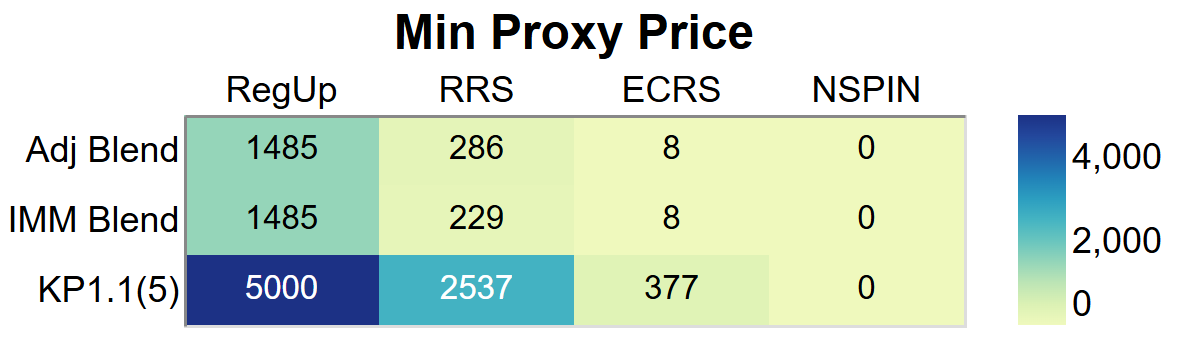 Min Proxy Price
RegUp RRS ECRS NSPIN
Adj Blend 1485 286 8 0
IMM Blend 1485 229 8 0
KP1.1(5) 5000 2537 377 0
4,000
2,000
0